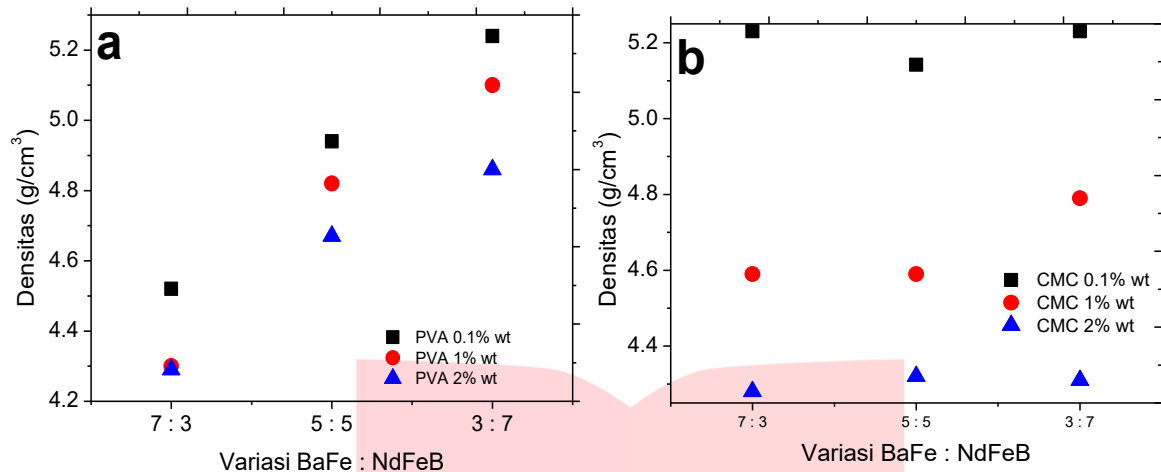 a
5.2
5.0
4.8
4.6
4.4
4.2
Densitas (g/cm³)
PVA 0.1% wt
PVA 1% wt
PVA 2% wt
7 : 3
5 : 5
3 : 7
Variasi BaFe : NdFeB
b
5.2
5.0
4.8
4.6
4.4
Densitas (g/cm³)
CMC 0.1% wt
CMC 1% wt
CMC 2% wt
7 : 3
5 : 5
3 : 7
Variasi BaFe : NdFeB